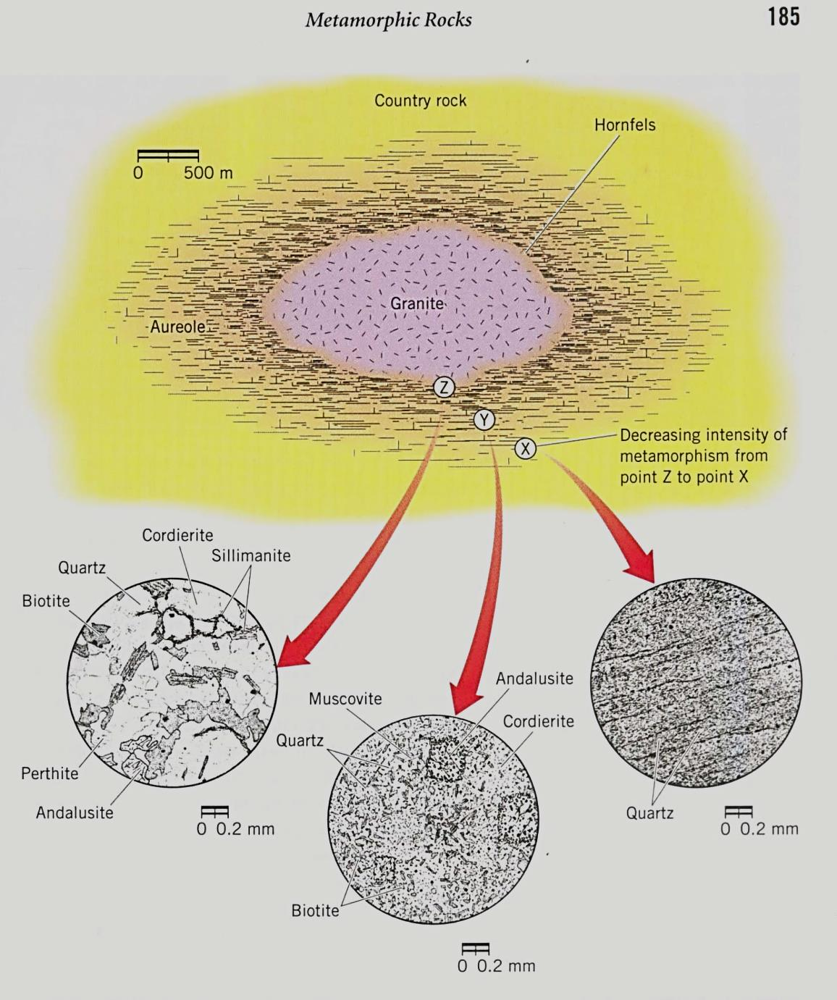 Metamorphic Rocks
185
Country rock
Hornfels
0 500 m
Granite
Aureole
Z
Y
X
Decreasing intensity of
metamorphism from
point Z to point X
Cordierite
Sillimanite
Quartz
Biotite
Perthite
Andalusite
0 0.2 mm
Andalusite
Muscovite
Cordierite
Quartz
Biotite
0 0.2 mm
Quartz
0 0.2 mm